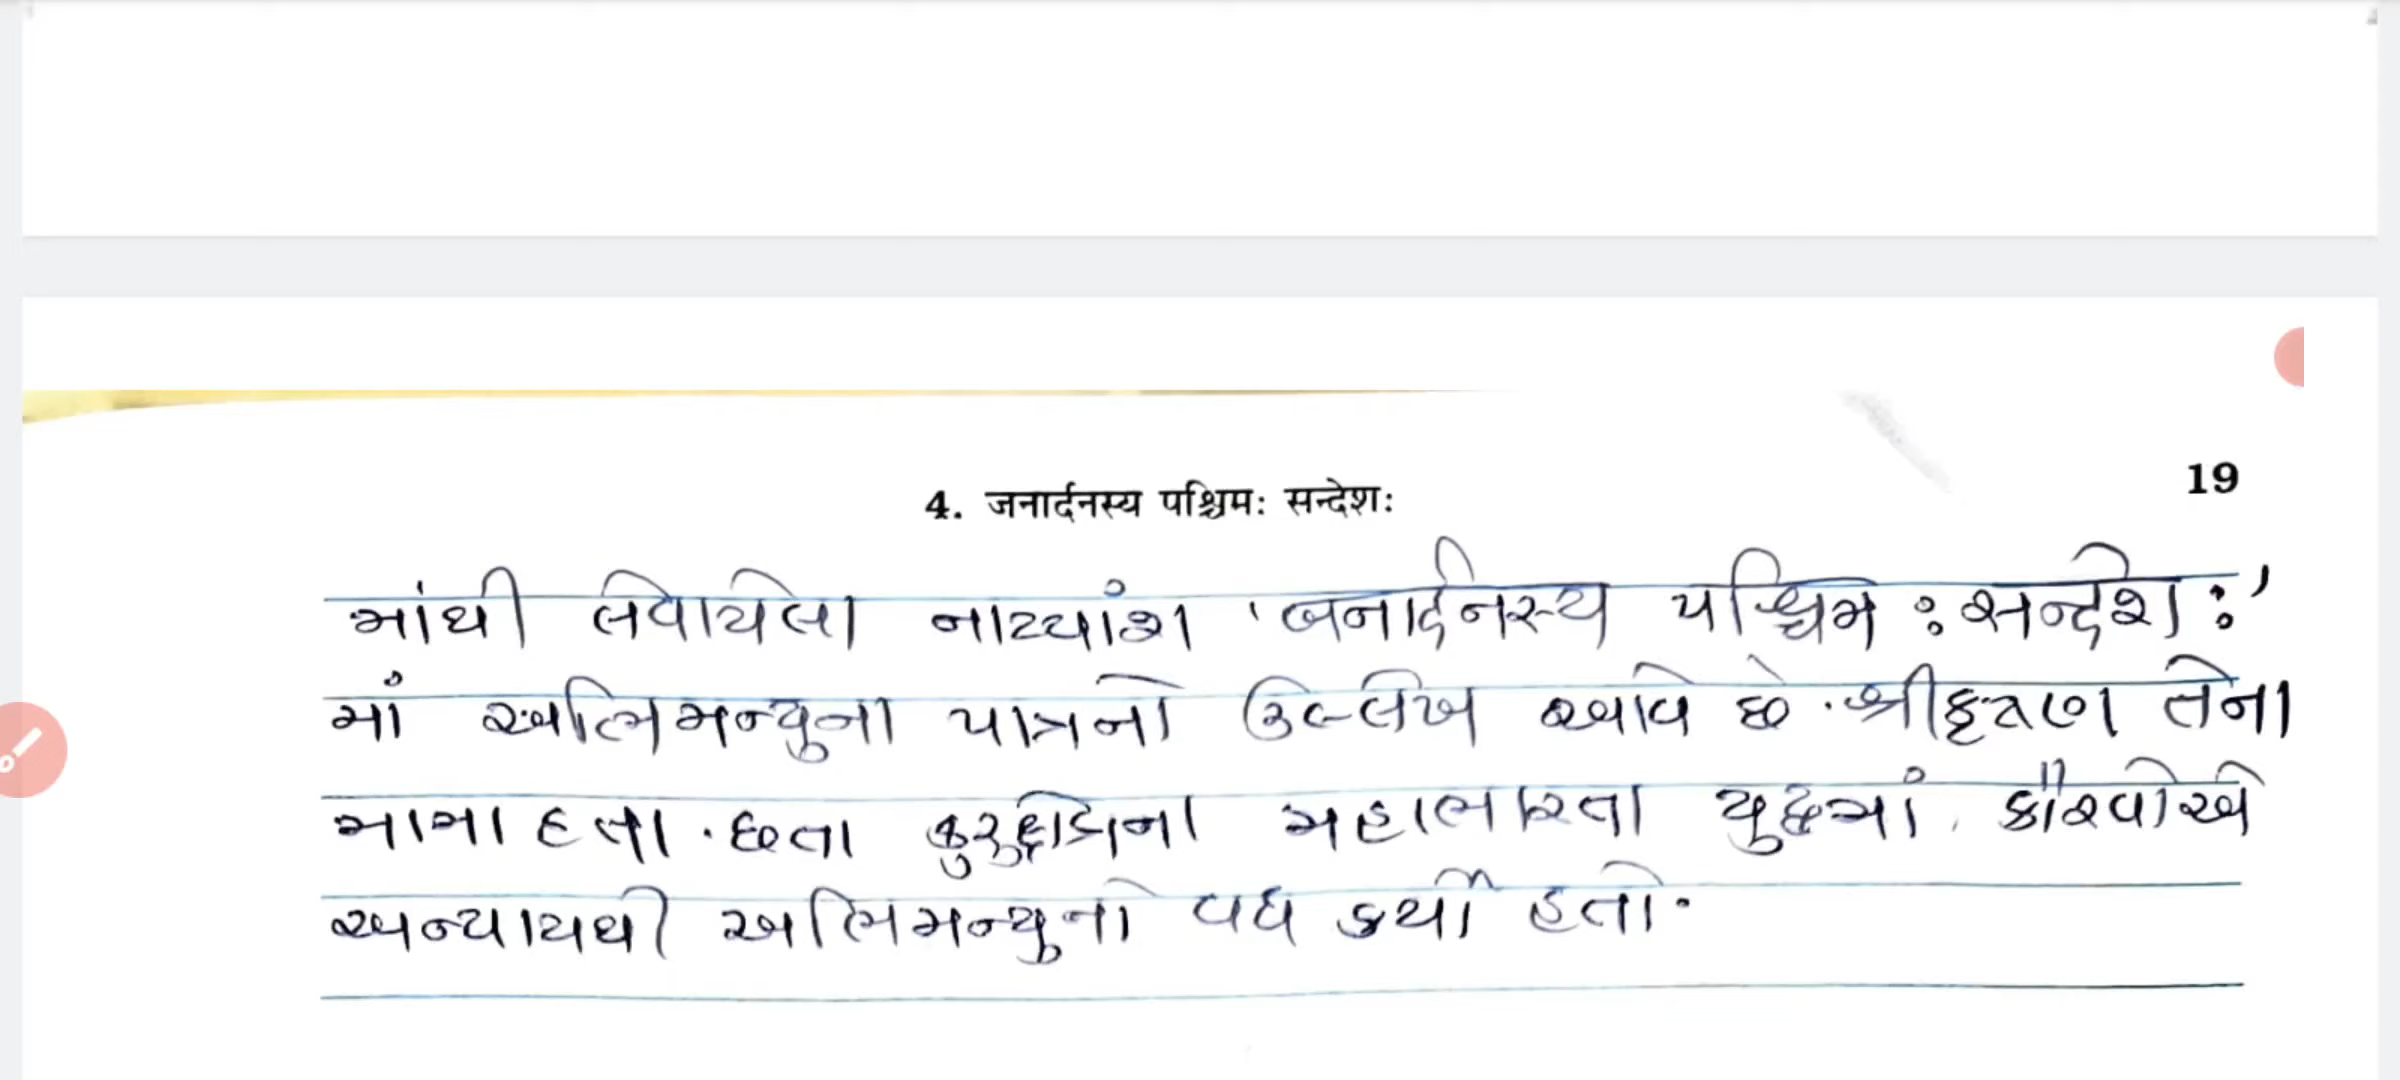 19
4. जनार्दनस्य पश्चिमः सन्देशः
માંથી લેવાયેલા નાટ્યાંશ 'જનાર્દનસ્ય પશ્ચિમ: સન્દેશ:'
માં અભિમન્યુના પાત્રનો ઉલ્લેખ આવે છે. શ્રીકૃષ્ણ તેના
મામા હતા. છતા કુરુક્ષેત્રના મહાભારતા યુદ્ધમાં કૌરવોએ
અન્યાયથી અભિમન્યુનો વધ કર્યો હતો.